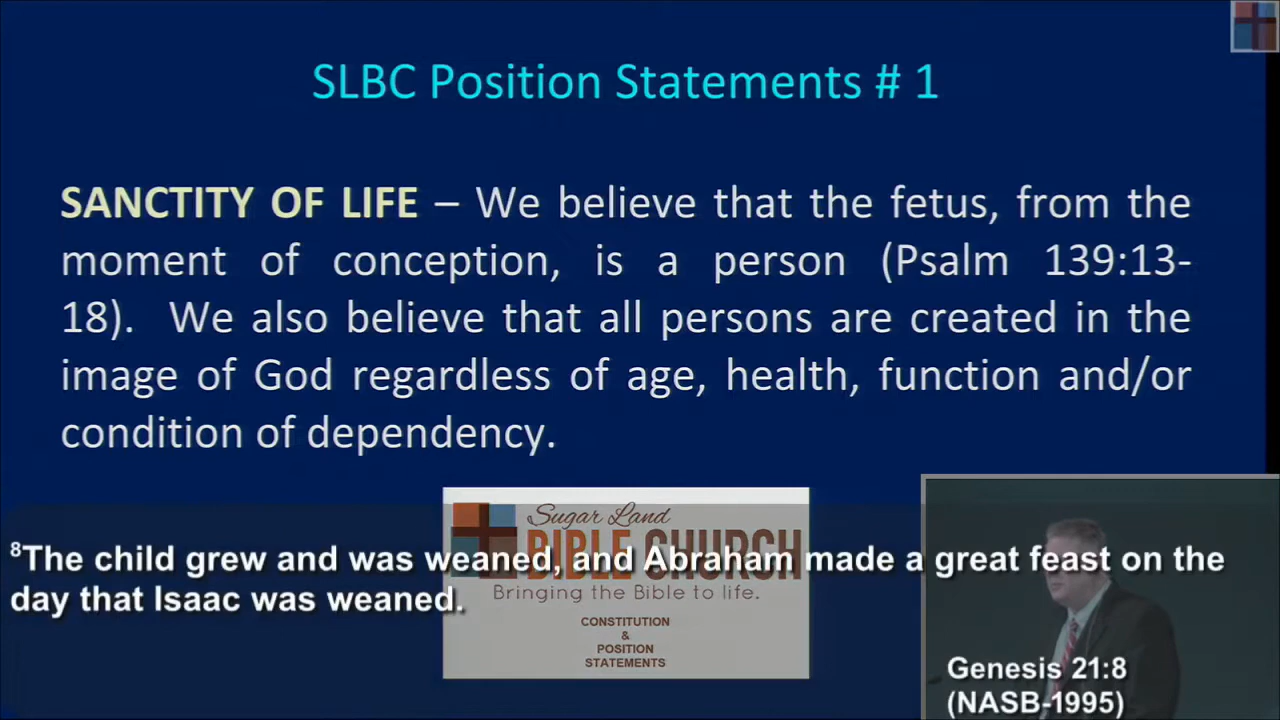 SLBC Position Statements # 1
SANCTITY OF LIFE – We believe that the fetus, from the
moment of conception, is a person (Psalm 139:13-
18). We also believe that all persons are created in the
image of God regardless of age, health, function and/or
condition of dependency.
Sugar Land
BIBLE CHURCH
Bringing the Bible to life.
CONSTITUTION
&
POSITION
STATEMENTS
⁸The child grew and was weaned, and Abraham made a great feast on the
day that Isaac was weaned.
Genesis 21:8
(NASB-1995)